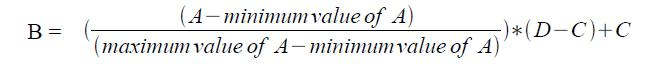 B = ( (A−minimum value of A) / (maximum value of A−minimum value of A) )*(D−C)+C